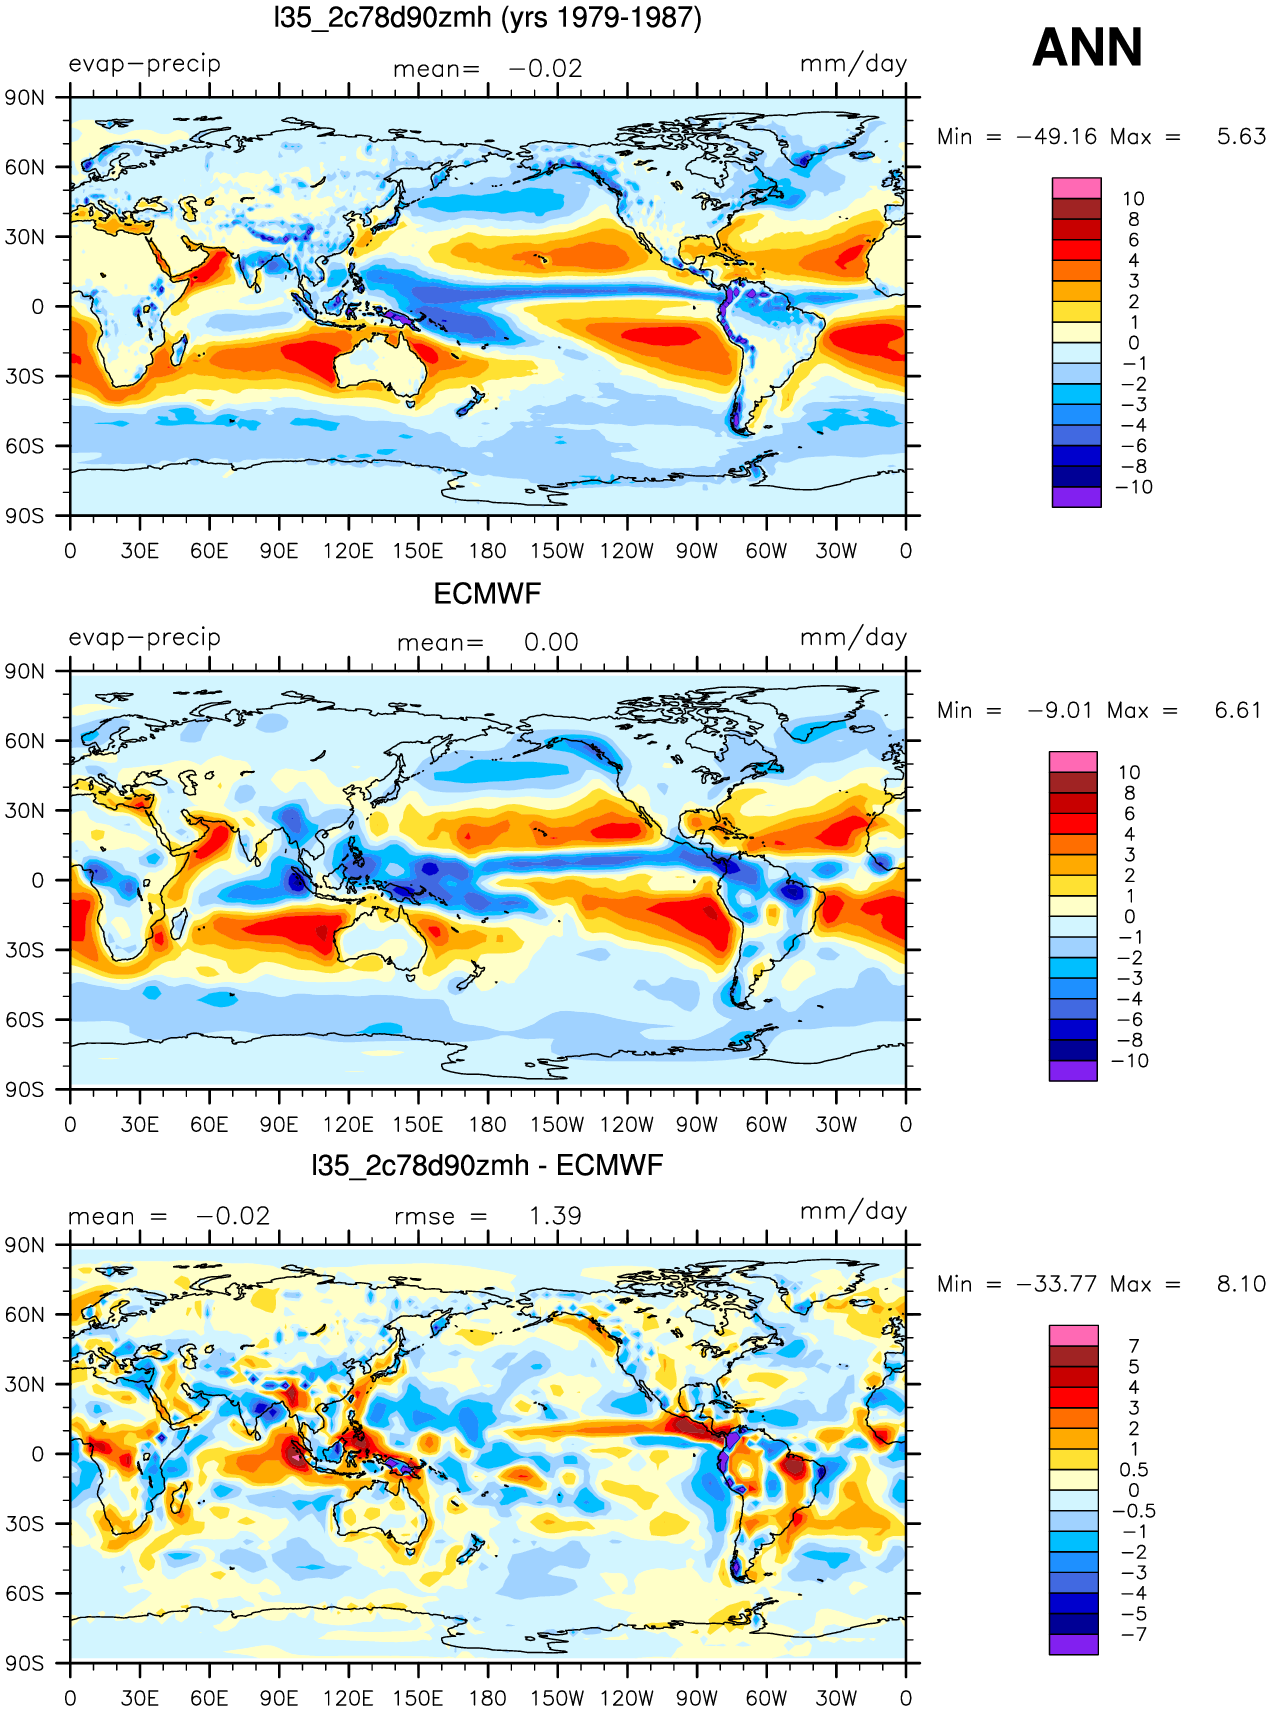 l35_2c78d90zmh (yrs 1979-1987)
ANN
evap-precip mean= -0.02 mm/day
Min = -49.16 Max = 5.63
90N
60N
30N
0
30S
60S
90S
0 30E 60E 90E 120E 150E 180 150W 120W 90W 60W 30W 0
10
8
6
4
3
2
1
0
-1
-2
-3
-4
-6
-8
-10
ECMWF
evap-precip mean= 0.00 mm/day
Min = -9.01 Max = 6.61
90N
60N
30N
0
30S
60S
90S
0 30E 60E 90E 120E 150E 180 150W 120W 90W 60W 30W 0
10
8
6
4
3
2
1
0
-1
-2
-3
-4
-6
-8
-10
l35_2c78d90zmh - ECMWF
mean = -0.02 rmse = 1.39 mm/day
Min = -33.77 Max = 8.10
90N
60N
30N
0
30S
60S
90S
0 30E 60E 90E 120E 150E 180 150W 120W 90W 60W 30W 0
7
5
4
3
2
1
0.5
0
-0.5
-1
-2
-3
-4
-5
-7